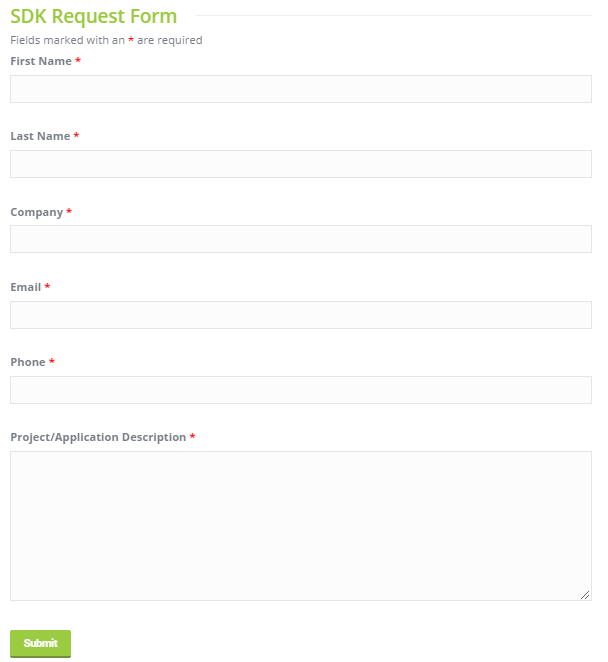 SDK Request Form
Fields marked with an * are required
First Name *
Last Name *
Company *
Email *
Phone *
Project/Application Description *
Submit